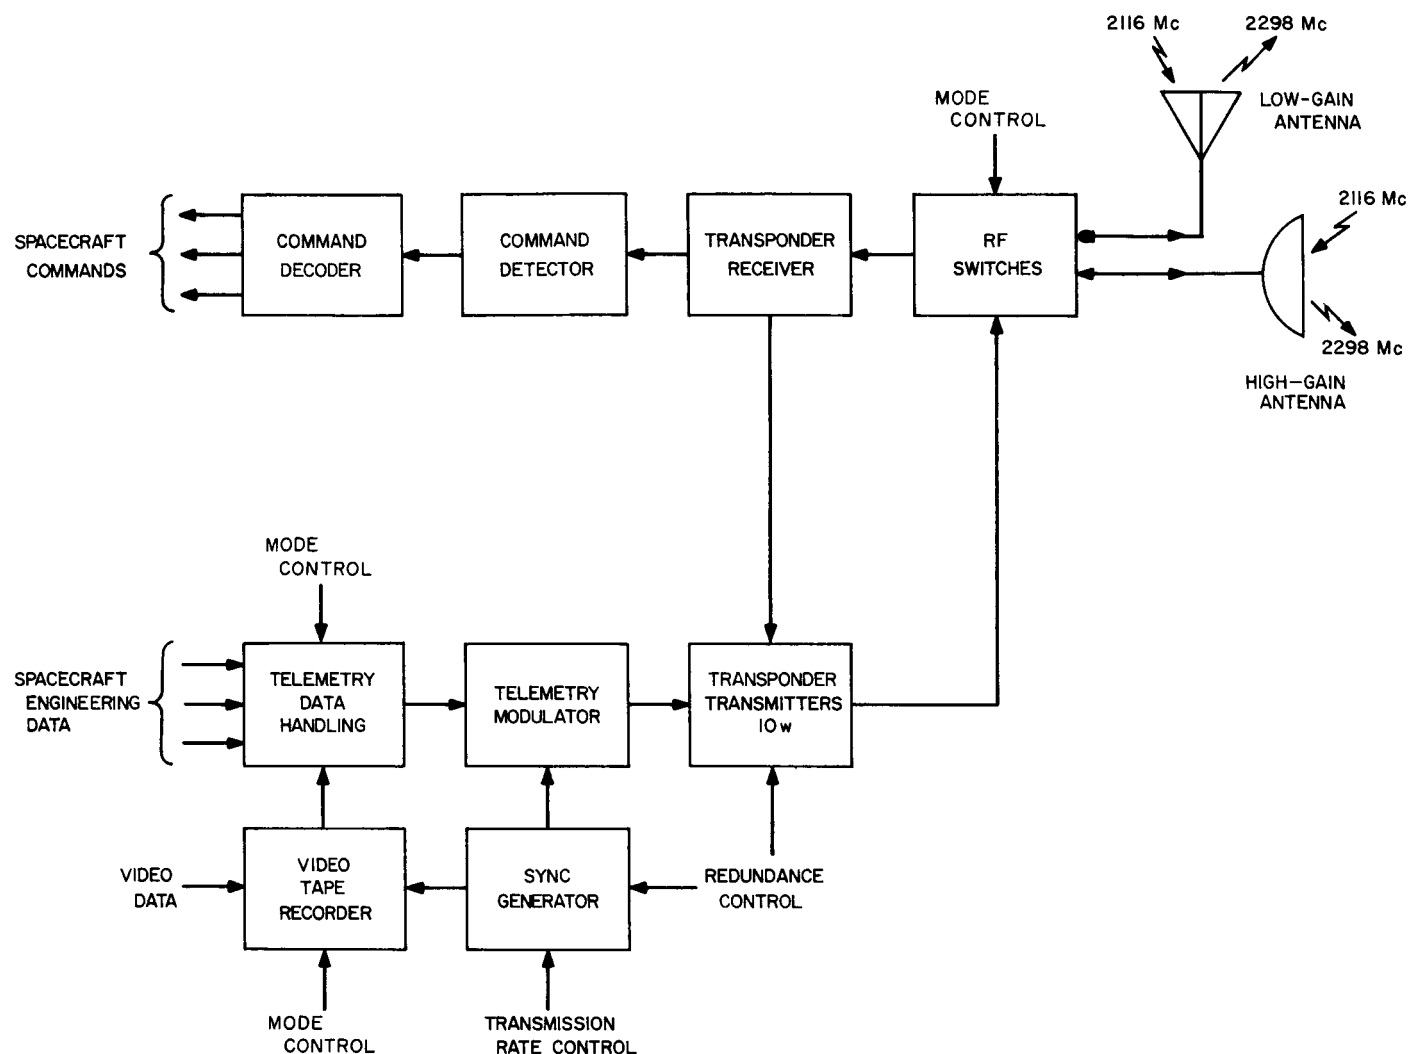 2116 Mc
2298 Mc
LOW-GAIN
ANTENNA
MODE
CONTROL
2116 Mc
SPACECRAFT
COMMANDS
COMMAND
DECODER
COMMAND
DETECTOR
TRANSPONDER
RECEIVER
RF
SWITCHES
2298 Mc
HIGH-GAIN
ANTENNA
MODE
CONTROL
SPACECRAFT
ENGINEERING
DATA
TELEMETRY
DATA
HANDLING
TELEMETRY
MODULATOR
TRANSPONDER
TRANSMITTERS
10 w
VIDEO
DATA
VIDEO
TAPE
RECORDER
SYNC
GENERATOR
REDUNDANCE
CONTROL
MODE
CONTROL
TRANSMISSION
RATE CONTROL